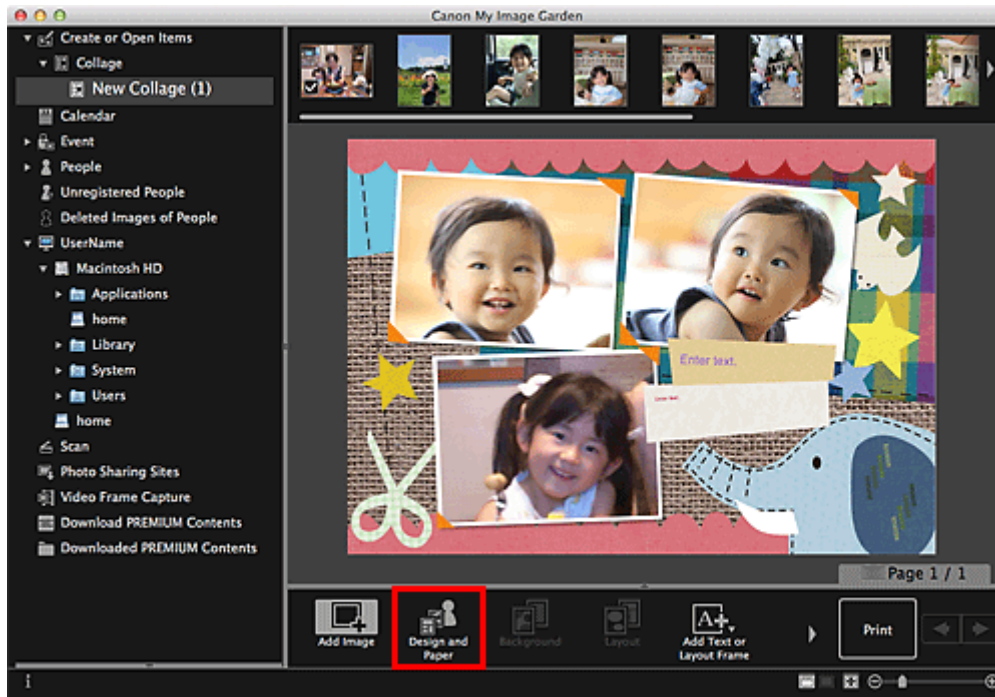 Canon My Image Garden
Create or Open Items
Collage
New Collage (1)
Calendar
Event
People
Unregistered People
Deleted Images of People
UserName
Macintosh HD
Applications
home
Library
System
Users
home
Scan
Photo Sharing Sites
Video Frame Capture
Download PREMIUM Contents
Downloaded PREMIUM Contents
Enter text.
Enter text.
Page 1 / 1
Add Image
Design and
Paper
Background
Layout
Add Text or
Layout Frame
Print